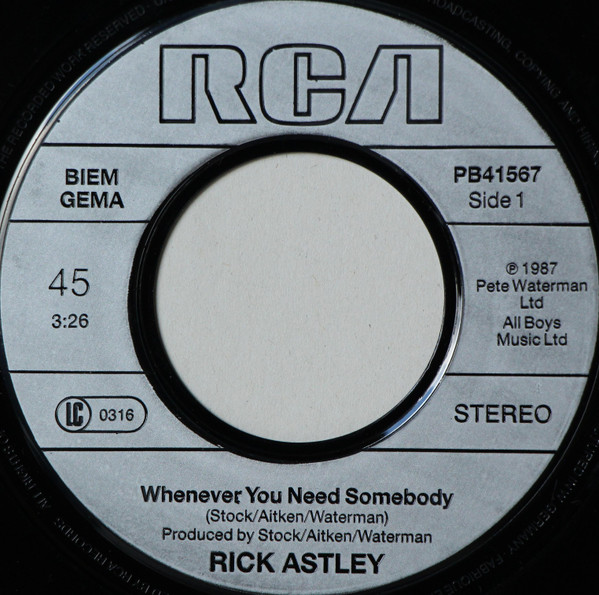 RCA
BIEM
GEMA
PB41567
Side 1
45
3:26
℗ 1987
Pete Waterman
Ltd
All Boys
Music Ltd
LC 0316
STEREO
Whenever You Need Somebody
(Stock/Aitken/Waterman)
Produced by Stock/Aitken/Waterman
RICK ASTLEY